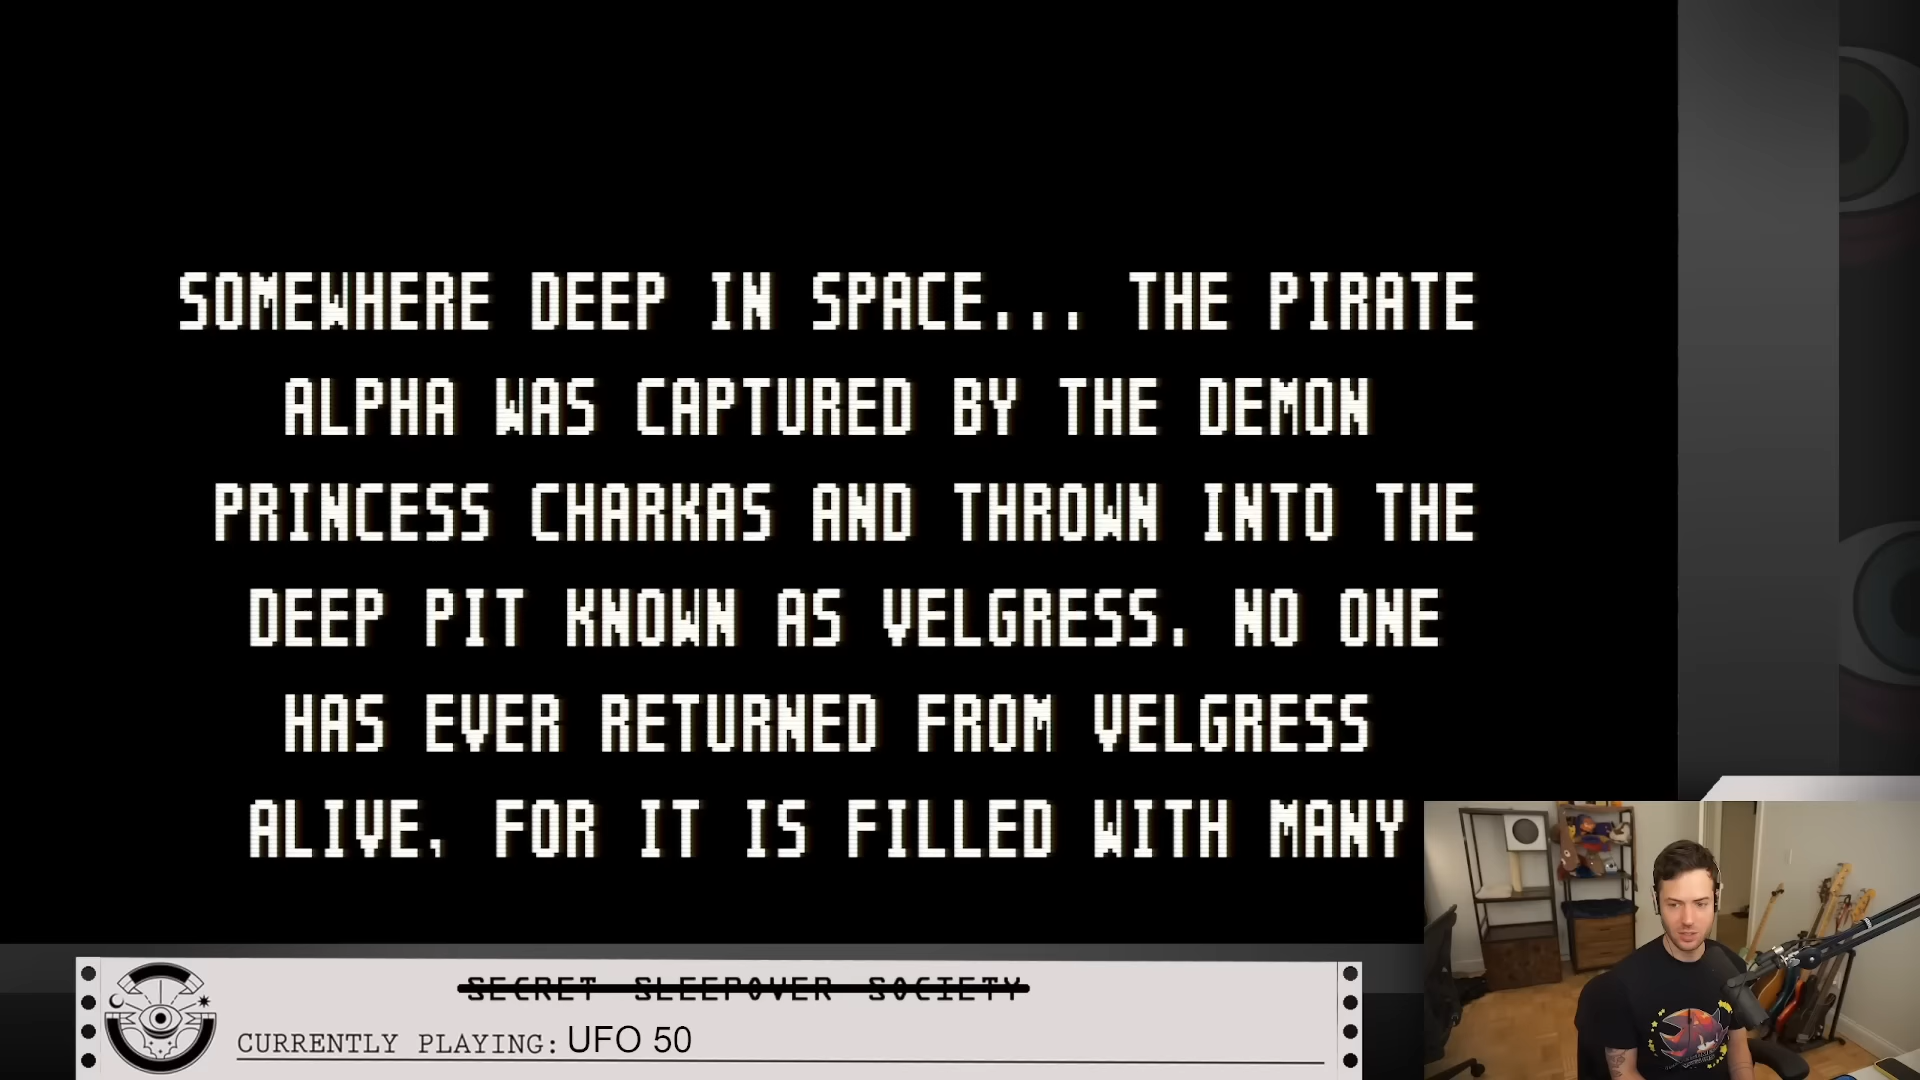 SOMEWHERE DEEP IN SPACE... THE PIRATE
ALPHA WAS CAPTURED BY THE DEMON
PRINCESS CHARKAS AND THROWN INTO THE
DEEP PIT KNOWN AS VELGRESS. NO ONE
HAS EVER RETURNED FROM VELGRESS
ALIVE, FOR IT IS FILLED WITH MANY
SECRET SLEEPOVER SOCIETY
CURRENTLY PLAYING: UFO 50